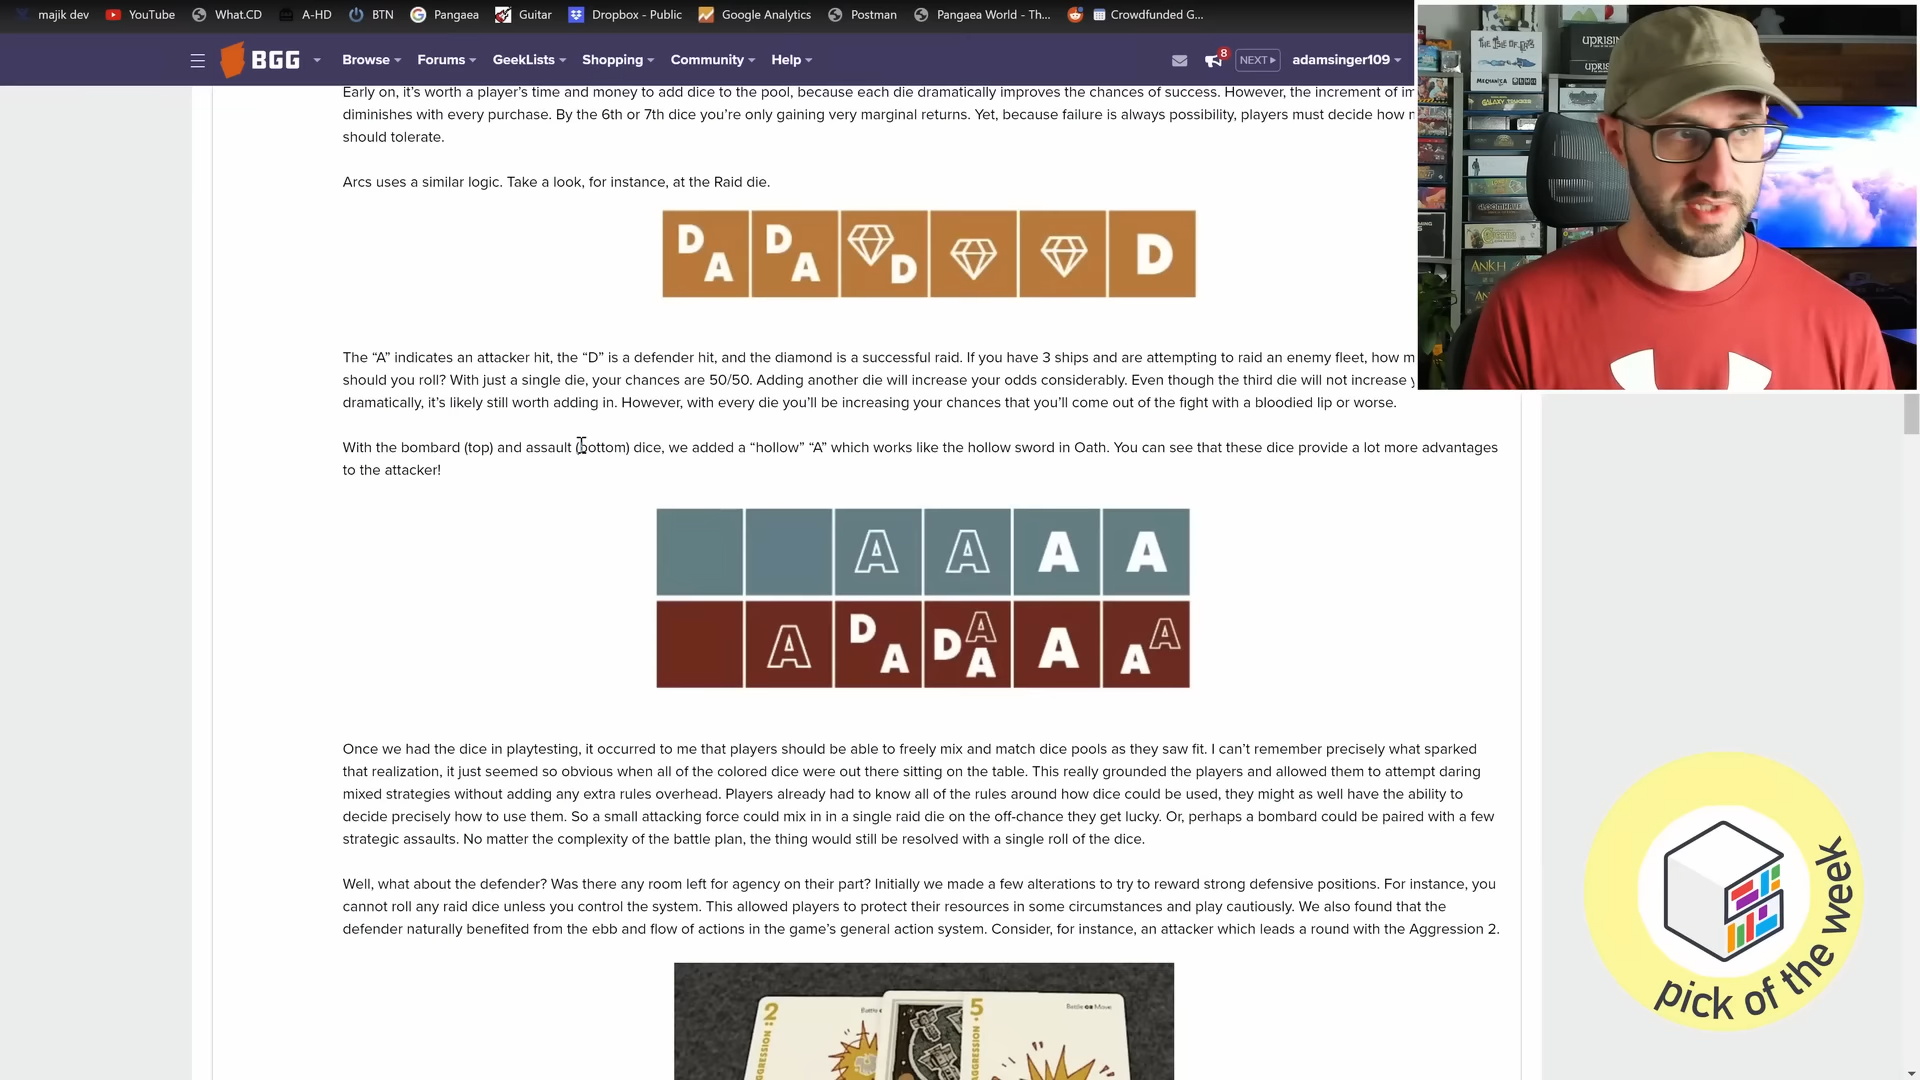 majik dev
YouTube
What.CD
A-HD
BTN
Pangaea
Guitar
Dropbox - Public
Google Analytics
Postman
Pangaea World - Th...
Crowdfunded G...
BGG
Browse
Forums
GeekLists
Shopping
Community
Help
8
NEXT
adamsinger109
Early on, it's worth a player's time and money to add dice to the pool, because each die dramatically improves the chances of success. However, the increment of im
diminishes with every purchase. By the 6th or 7th dice you're only gaining very marginal returns. Yet, because failure is always possibility, players must decide how
should tolerate.
Arcs uses a similar logic. Take a look, for instance, at the Raid die.
D A D A D D
The “A” indicates an attacker hit, the “D” is a defender hit, and the diamond is a successful raid. If you have 3 ships and are attempting to raid an enemy fleet, how
should you roll? With just a single die, your chances are 50/50. Adding another die will increase your odds considerably. Even though the third die will not increase
dramatically, it's likely still worth adding in. However, with every die you'll be increasing your chances that you'll come out of the fight with a bloodied lip or worse.
With the bombard (top) and assault (bottom) dice, we added a “hollow” “A” which works like the hollow sword in Oath. You can see that these dice provide a lot more advantages
to the attacker!
A A A A
A D A D A A A A A
Once we had the dice in playtesting, it occurred to me that players should be able to freely mix and match dice pools as they saw fit. I can't remember precisely what sparked
that realization, it just seemed so obvious when all of the colored dice were out there sitting on the table. This really grounded the players and allowed them to attempt daring
mixed strategies without adding any extra rules overhead. Players already had to know all of the rules around how dice could be used, they might as well have the ability to
decide precisely how to use them. So a small attacking force could mix in in a single raid die on the off-chance they get lucky. Or, perhaps a bombard could be paired with a few
strategic assaults. No matter the complexity of the battle plan, the thing would still be resolved with a single roll of the dice.
Well, what about the defender? Was there any room left for agency on their part? Initially we made a few alterations to try to reward strong defensive positions. For instance, you
cannot roll any raid dice unless you control the system. This allowed players to protect their resources in some circumstances and play cautiously. We also found that the
defender naturally benefited from the ebb and flow of actions in the game's general action system. Consider, for instance, an attacker which leads a round with the Aggression 2.
2
AGGRESSION
5
AGGRESSION
Battle or Move
THE ISLE OF CATS
UPRISING
MECHANICA
GLOOMHAVEN
ANKH
pick of the week